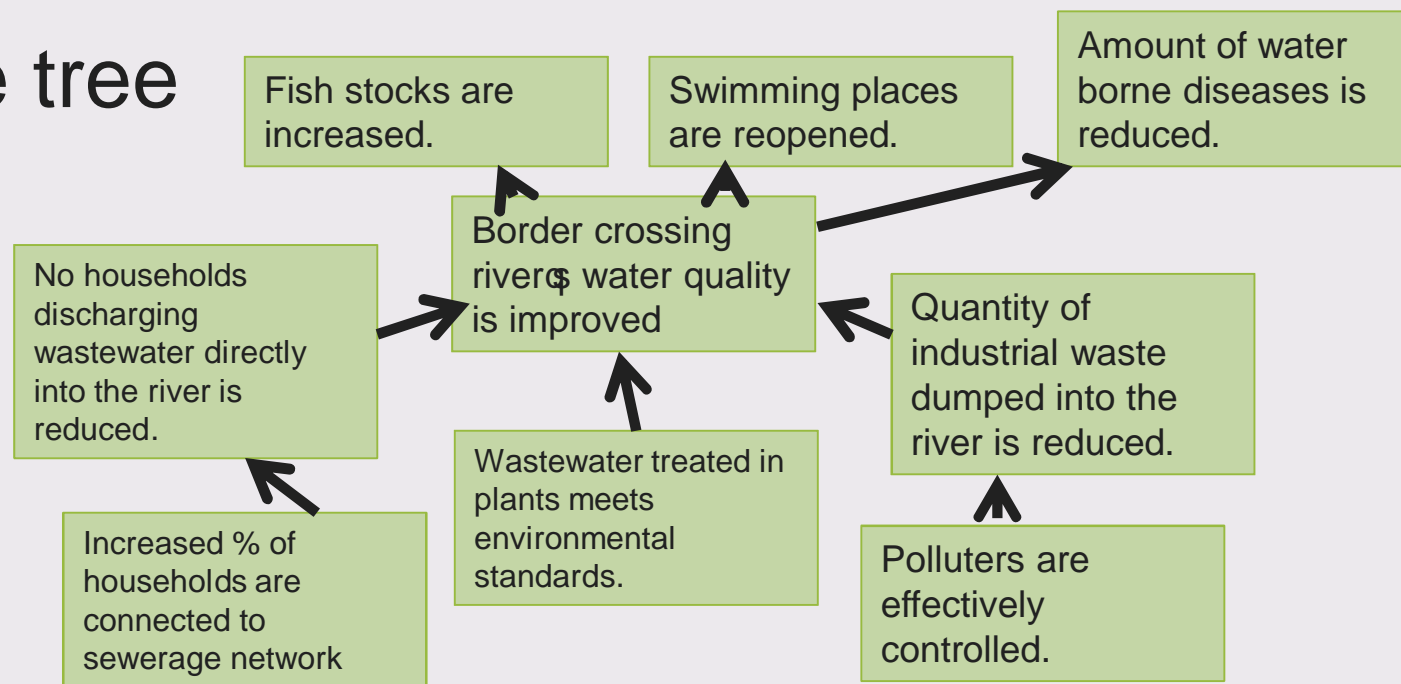 e tree
Fish stocks are
increased.
Swimming places
are reopened.
Amount of water
borne diseases is
reduced.
Border crossing
riverqs water quality
is improved
No households
discharging
wastewater directly
into the river is
reduced.
Quantity of
industrial waste
dumped into the
river is reduced.
Wastewater treated in
plants meets
environmental
standards.
Increased % of
households are
connected to
sewerage network
Polluters are
effectively
controlled.